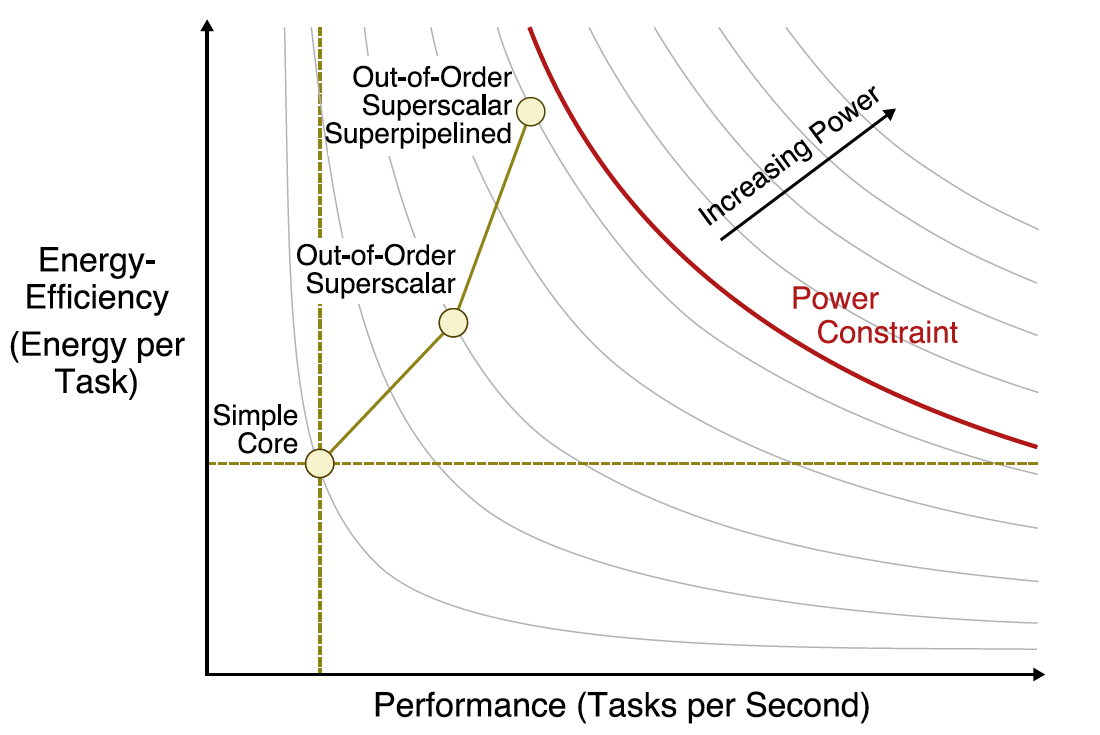 Out-of-Order
Superscalar
Superpipelined
Increasing Power
Out-of-Order
Superscalar
Energy-
Efficiency
(Energy per
Task)
Power
Constraint
Simple
Core
Performance (Tasks per Second)